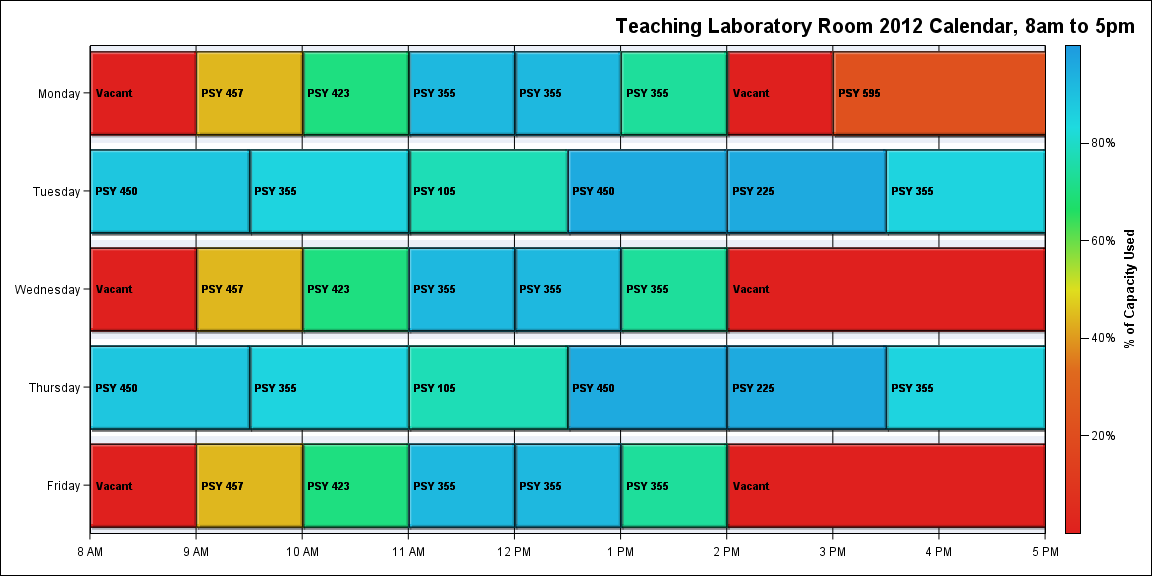 Teaching Laboratory Room 2012 Calendar, 8am to 5pm
Monday Vacant PSY 457 PSY 423 PSY 355 PSY 355 PSY 355 Vacant PSY 595
Tuesday PSY 450 PSY 355 PSY 105 PSY 450 PSY 225 PSY 355
Wednesday Vacant PSY 457 PSY 423 PSY 355 PSY 355 PSY 355 Vacant
Thursday PSY 450 PSY 355 PSY 105 PSY 450 PSY 225 PSY 355
Friday Vacant PSY 457 PSY 423 PSY 355 PSY 355 PSY 355 Vacant
8 AM 9 AM 10 AM 11 AM 12 PM 1 PM 2 PM 3 PM 4 PM 5 PM
80%
60%
40%
20%
% of Capacity Used